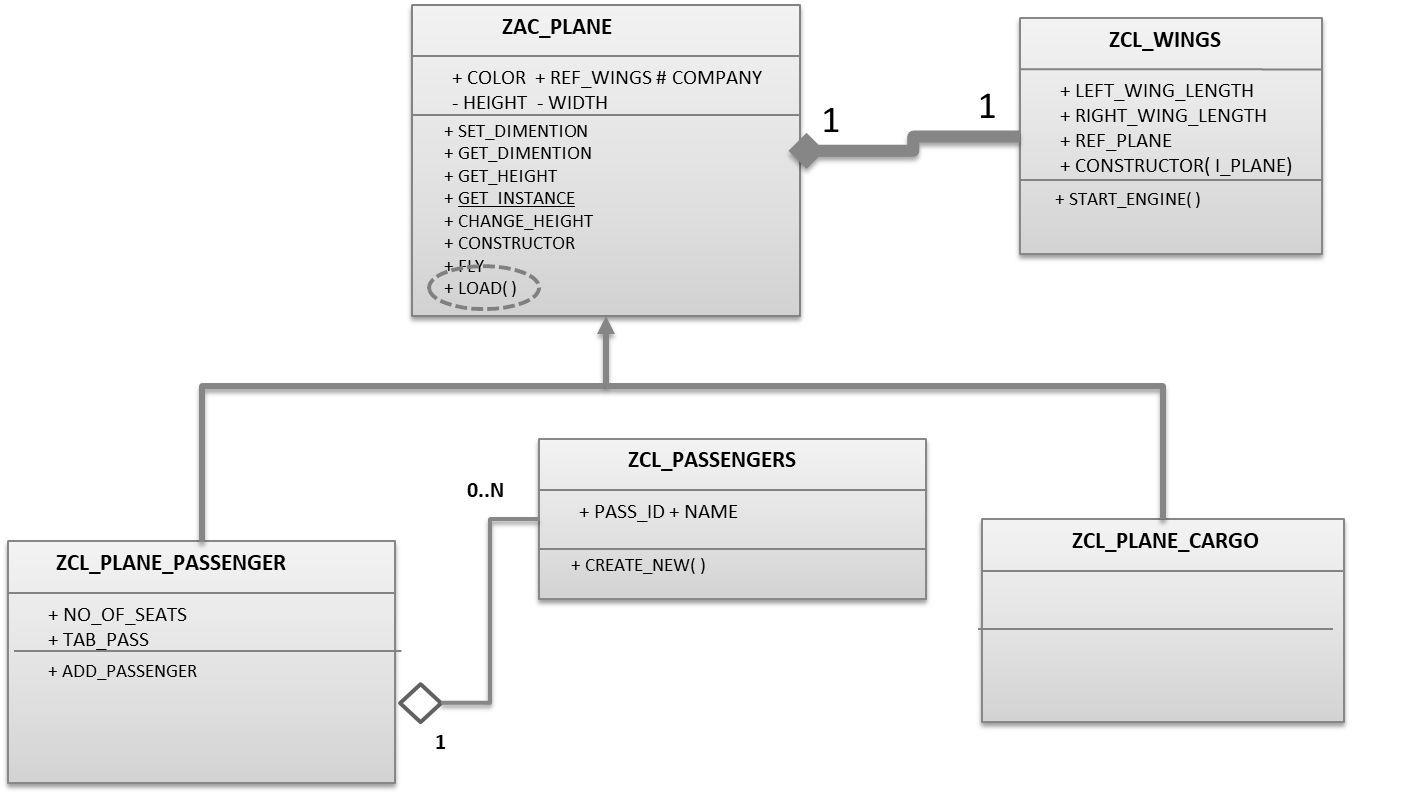 ZAC_PLANE
+ COLOR + REF_WINGS # COMPANY
- HEIGHT - WIDTH
+ SET_DIMENTION
+ GET_DIMENTION
+ GET_HEIGHT
+ GET_INSTANCE
+ CHANGE_HEIGHT
+ CONSTRUCTOR
+ FLY
+ LOAD( )
1
1
ZCL_WINGS
+ LEFT_WING_LENGTH
+ RIGHT_WING_LENGTH
+ REF_PLANE
+ CONSTRUCTOR( I_PLANE)
+ START_ENGINE( )
ZCL_PASSENGERS
+ PASS_ID + NAME
+ CREATE_NEW( )
0..N
ZCL_PLANE_PASSENGER
+ NO_OF_SEATS
+ TAB_PASS
+ ADD_PASSENGER
1
ZCL_PLANE_CARGO